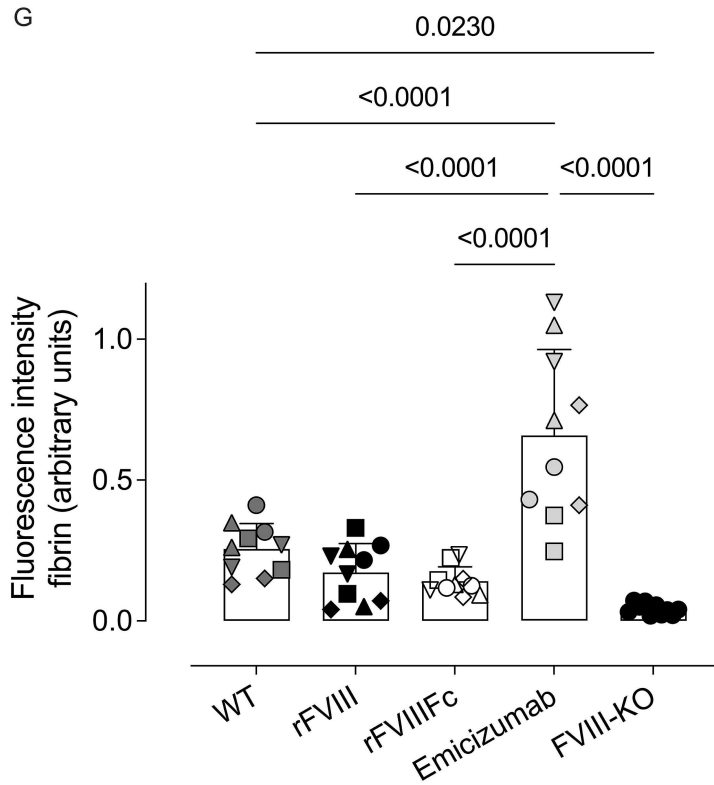 G
0.0230
<0.0001
<0.0001 <0.0001
<0.0001
Fluorescence intensity
fibrin (arbitrary units)
1.0
0.5
0.0
WT
rFVIII
rFVIIIFc
Emicizumab
FVIII-KO